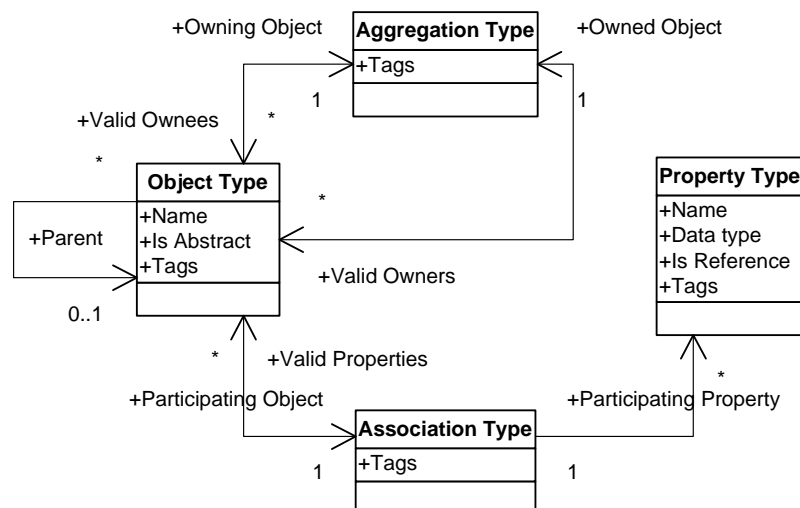 +Owning Object
Aggregation Type
+Owned Object
+Tags
1
1
+Valid Ownees
*
*
Object Type
+Name
+Is Abstract
+Tags
+Parent
0..1
*
+Valid Owners
Property Type
+Name
+Data type
+Is Reference
+Tags
*
+Valid Properties
*
+Participating Object
+Participating Property
Association Type
+Tags
1
1